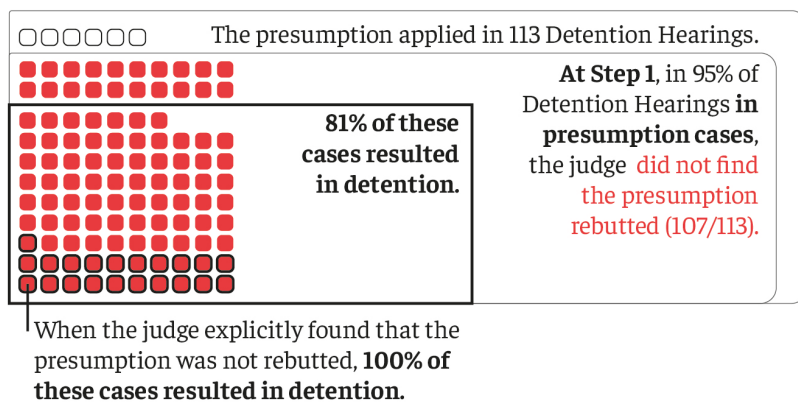 The presumption applied in 113 Detention Hearings.
At Step 1, in 95% of
Detention Hearings in
presumption cases,
the judge did not find
the presumption
rebutted (107/113).
81% of these
cases resulted
in detention.
When the judge explicitly found that the
presumption was not rebutted, 100% of
these cases resulted in detention.